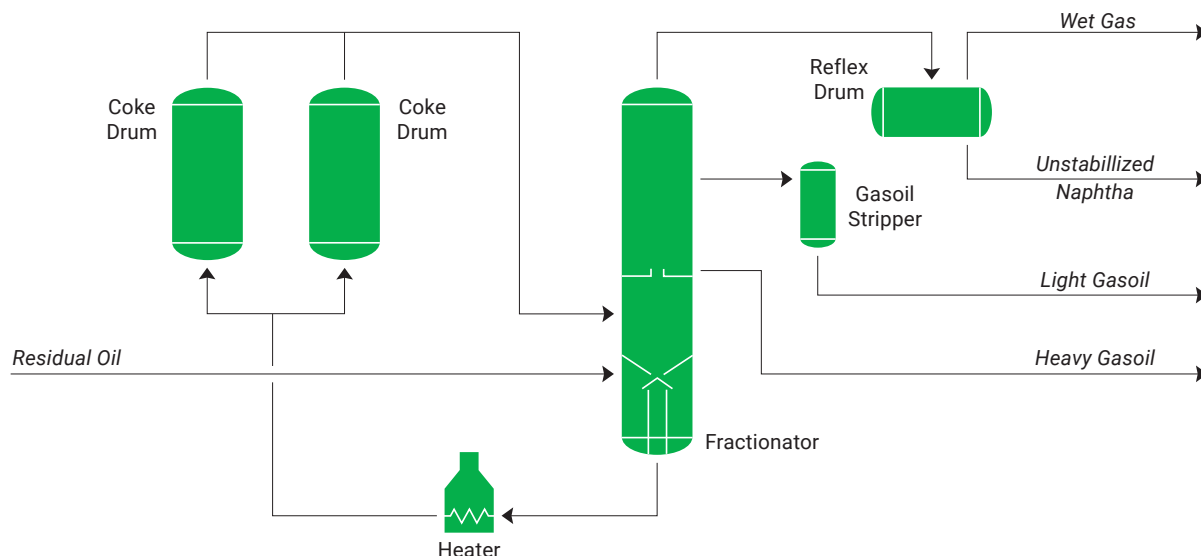 Wet Gas
Reflex
Drum
Coke
Drum
Coke
Drum
Unstabillized
Naphtha
Gasoil
Stripper
Light Gasoil
Residual Oil
Heavy Gasoil
Fractionator
Heater